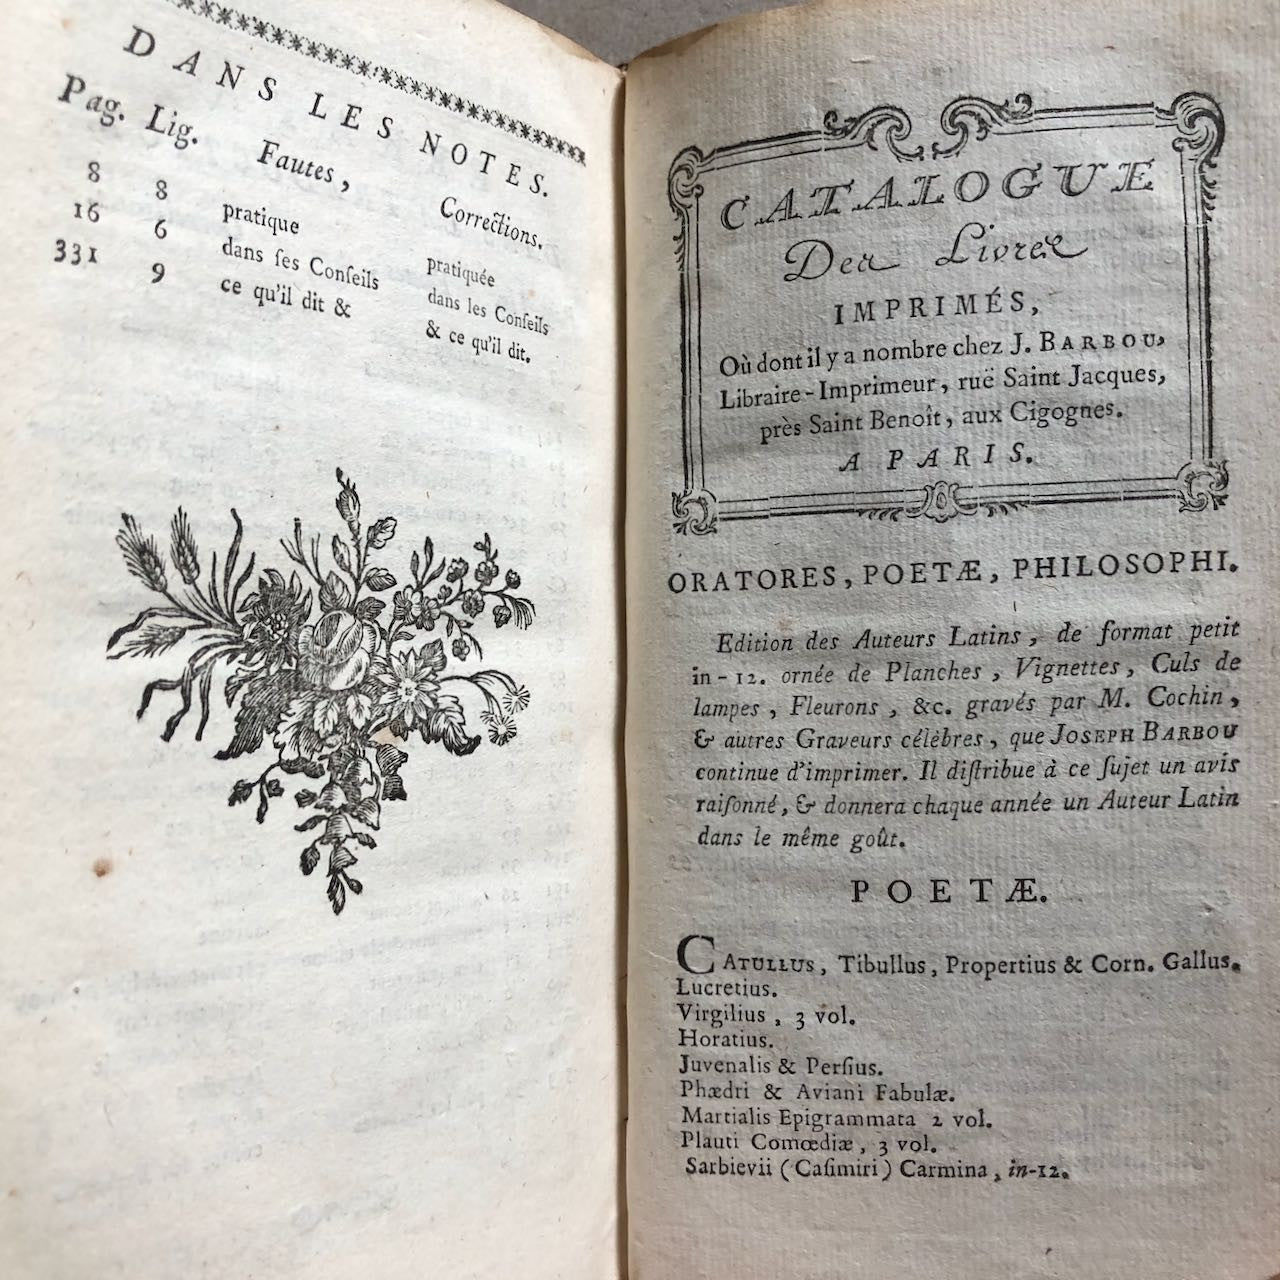 DANS LES NOTES.
Pag. Lig. Fautes, Corrections.
8 8 pratique pratiquée
16 6 dans ſes Conſeils dans les Conſeils
331 9 ce qu'il dit & & ce qu'il dit.
CATALOGUE
Des Livres
IMPRIMÉS,
Où dont il y a nombre chez J. BARBOU,
Libraire-Imprimeur, ruë Saint Jacques,
près Saint Benoît, aux Cigognes.
A PARIS.
ORATORES, POETÆ, PHILOSOPHI.
Edition des Auteurs Latins, de format petit
in-12. ornée de Planches, Vignettes, Culs de
lampes, Fleurons, &c. gravés par M. Cochin,
& autres Graveurs célèbres, que JOSEPH BARBOU
continue d'imprimer. Il diſtribue à ce ſujet un avis
raiſonné, & donnera chaque année un Auteur Latin
dans le même goût.
POETÆ.
CATULLUS, Tibullus, Propertius & Corn. Gallus.
Lucretius.
Virgilius, 3 vol.
Horatius.
Juvenalis & Perſius.
Phædri & Aviani Fabulæ.
Martialis Epigrammata 2 vol.
Plauti Comœdiæ, 3 vol.
Sarbievii (Caſimiri) Carmina, in-12.